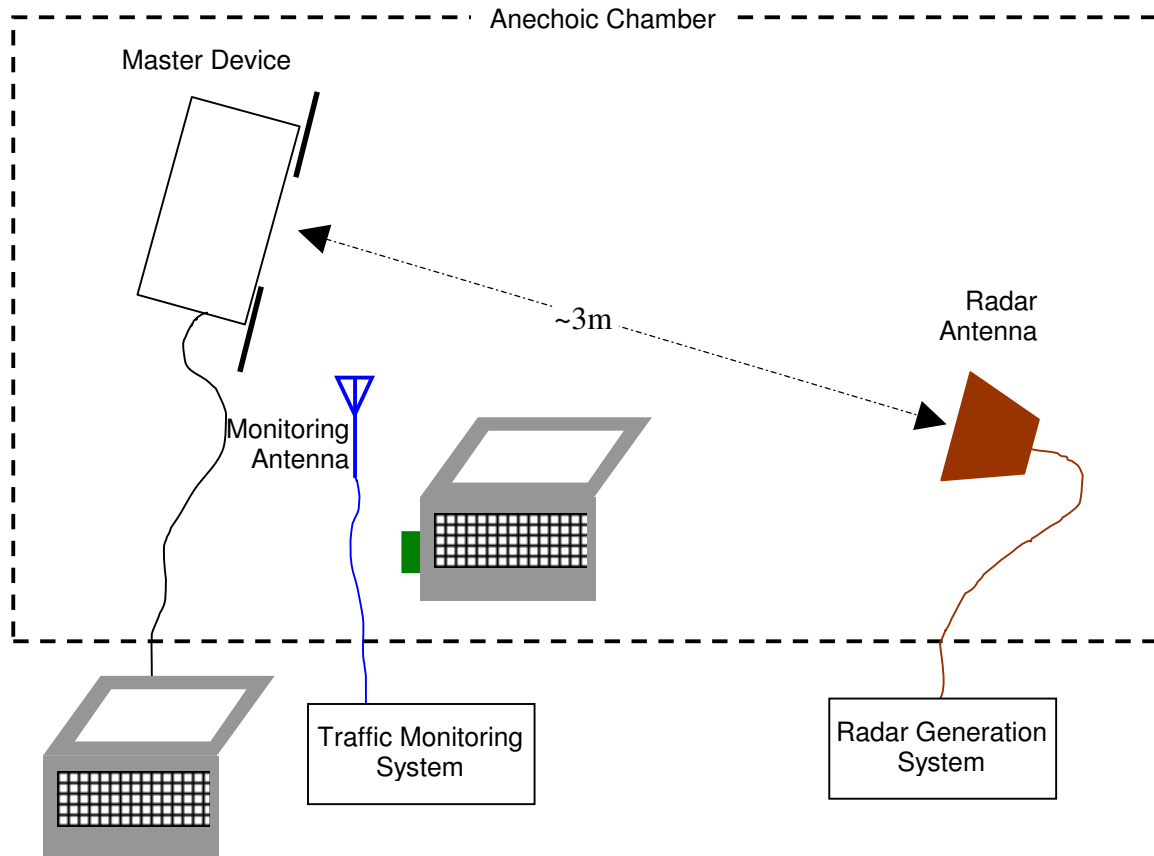 Anechoic Chamber
Master Device
~3m
Radar
Antenna
Monitoring
Antenna
Traffic Monitoring
System
Radar Generation
System